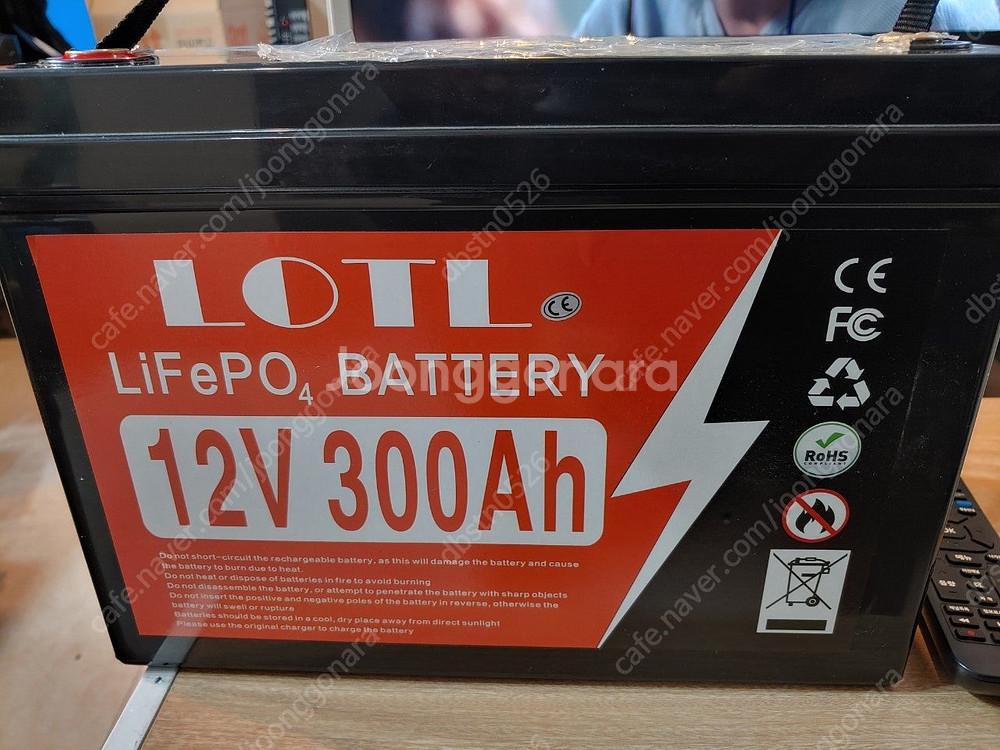 LOTL
CE
LiFePO4 BATTERY
12V 300Ah
Do not short-circuit the rechargeable battery, as this will damage the battery and cause
the battery to burn due to heat.
Do not heat or dispose of batteries in fire to avoid burning
Do not disassemble the battery, or attempt to penetrate the battery with sharp objects
Do not insert the positive and negative poles of the battery in reverse, otherwise the
battery will swell or rupture
Batteries should be stored in a cool, dry place away from direct sunlight
Please use the original charger to charge the battery
CE
FC
RoHS
COMPLIANT
joonggonara
cafe.naver.com/joonggonara
dbstn0526